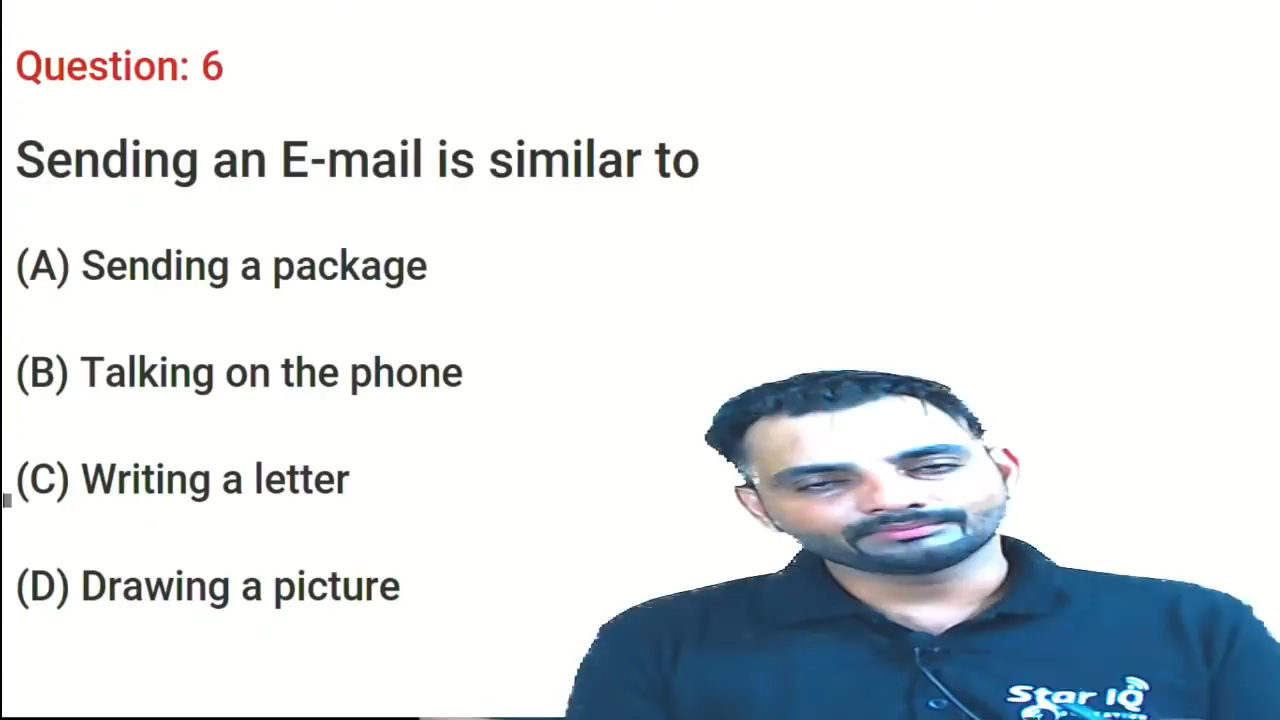 Question: 6
Sending an E-mail is similar to
(A) Sending a package
(B) Talking on the phone
(C) Writing a letter
(D) Drawing a picture
Star IQ